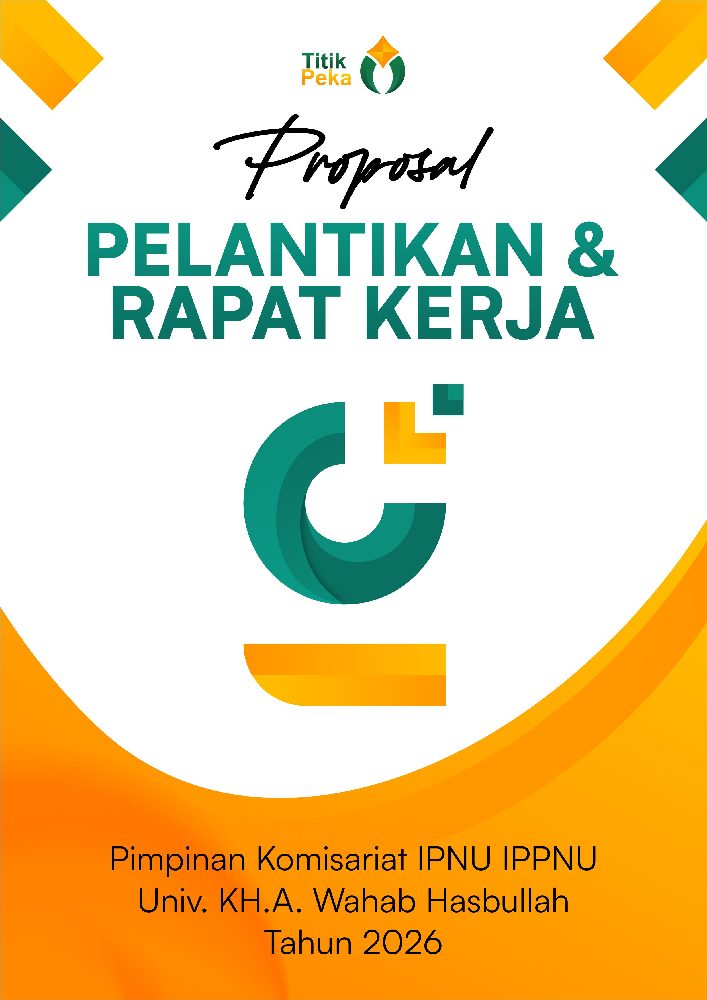 Titik
Peka
Proposal
PELANTIKAN &
RAPAT KERJA
Pimpinan Komisariat IPNU IPPNU
Univ. KH.A. Wahab Hasbullah
Tahun 2026